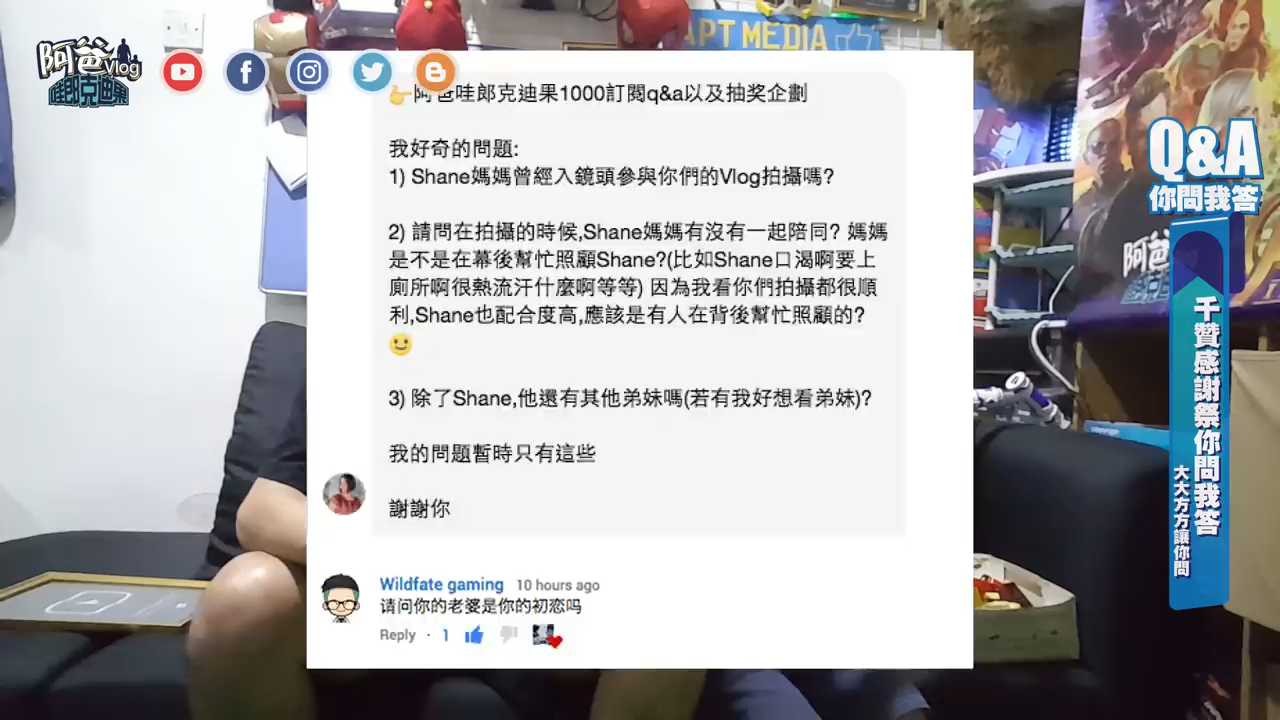 阿爸vlog
哇郎克迪果
APT MEDIA
👉阿爸哇郎克迪果1000訂閱q&a以及抽奖企劃
我好奇的問題:
1) Shane媽媽曾經入鏡頭參與你們的Vlog拍攝嗎?
2) 請問在拍攝的時候,Shane媽媽有沒有一起陪同? 媽媽
是不是在幕後幫忙照顧Shane?(比如Shane口渴啊要上
廁所啊很熱流汗什麼啊等等) 因為我看你們拍攝都很順
利,Shane也配合度高,應該是有人在背後幫忙照顧的?
🙂
3) 除了Shane,他還有其他弟妹嗎(若有我好想看弟妹)?
我的問題暫時只有這些
謝謝你
Wildfate gaming 10 hours ago
请问你的老婆是你的初恋吗
Reply · 1
Q&A
你問我答
阿爸
千贊感謝祭你問我答
大大方方讓你問